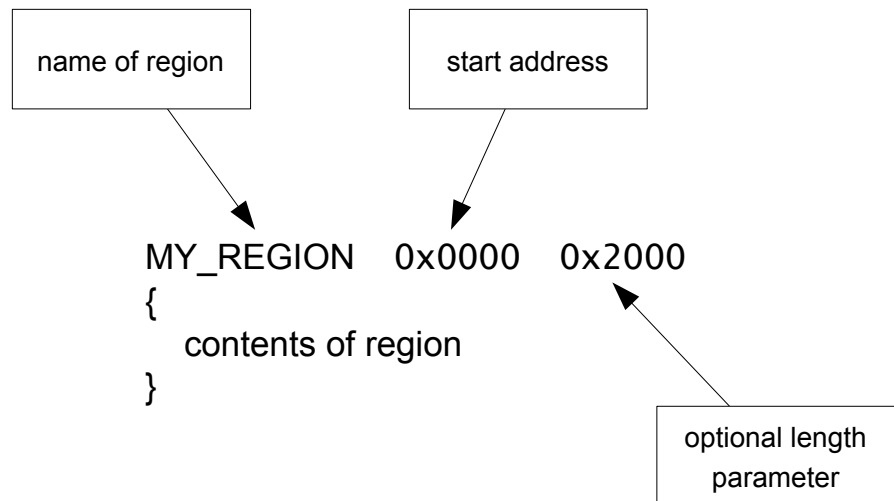 name of region
start address
MY_REGION 0x0000 0x2000
{
contents of region
}
optional length
parameter